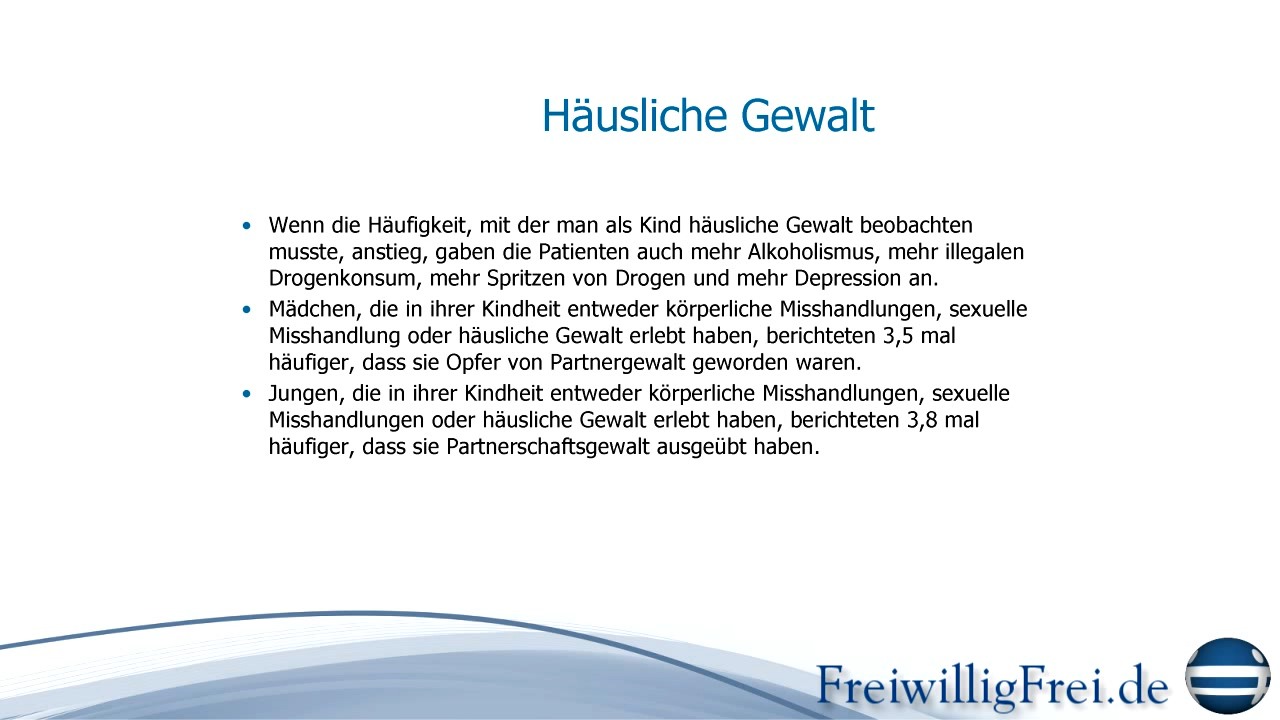 Häusliche Gewalt
• Wenn die Häufigkeit, mit der man als Kind häusliche Gewalt beobachten
musste, anstieg, gaben die Patienten auch mehr Alkoholismus, mehr illegalen
Drogenkonsum, mehr Spritzen von Drogen und mehr Depression an.
• Mädchen, die in ihrer Kindheit entweder körperliche Misshandlungen, sexuelle
Misshandlung oder häusliche Gewalt erlebt haben, berichteten 3,5 mal
häufiger, dass sie Opfer von Partnergewalt geworden waren.
• Jungen, die in ihrer Kindheit entweder körperliche Misshandlungen, sexuelle
Misshandlungen oder häusliche Gewalt erlebt haben, berichteten 3,8 mal
häufiger, dass sie Partnerschaftsgewalt ausgeübt haben.
FreiwilligFrei.de